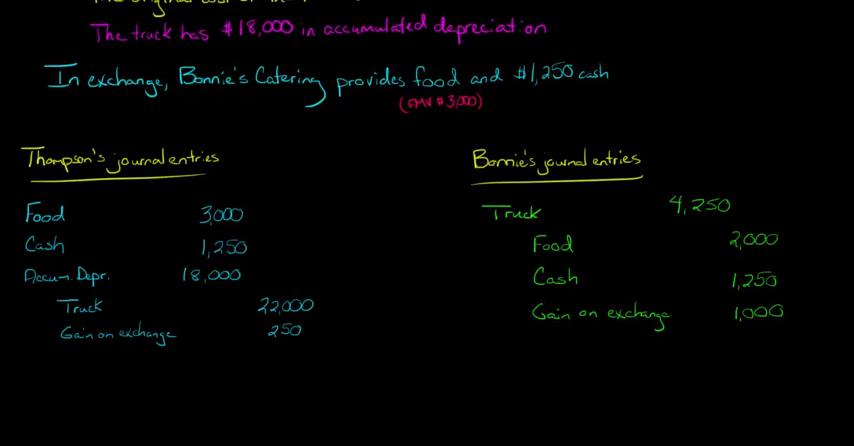 The truck has $18,000 in accumulated depreciation
In exchange, Bonnie's Catering provides food and $1,250 cash
(FMV $3,000)
Thompson's journal entries
Food 3,000
Cash 1,250
Accum. Depr. 18,000
Truck 22,000
Gain on exchange 250
Bonnie's journal entries
Truck 4,250
Food 2,000
Cash 1,250
Gain on exchange 1,000